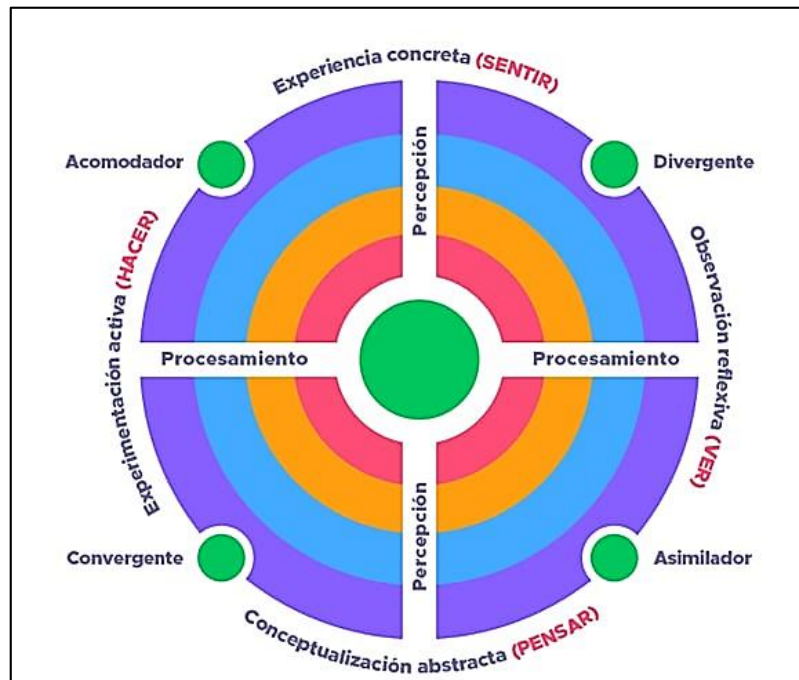 Experiencia concreta (SENTIR)
Acomodador
Divergente
Percepción
Experimentación activa (HACER)
Observación reflexiva (VER)
Procesamiento
Procesamiento
Percepción
Convergente
Asimilador
Conceptualización abstracta (PENSAR)